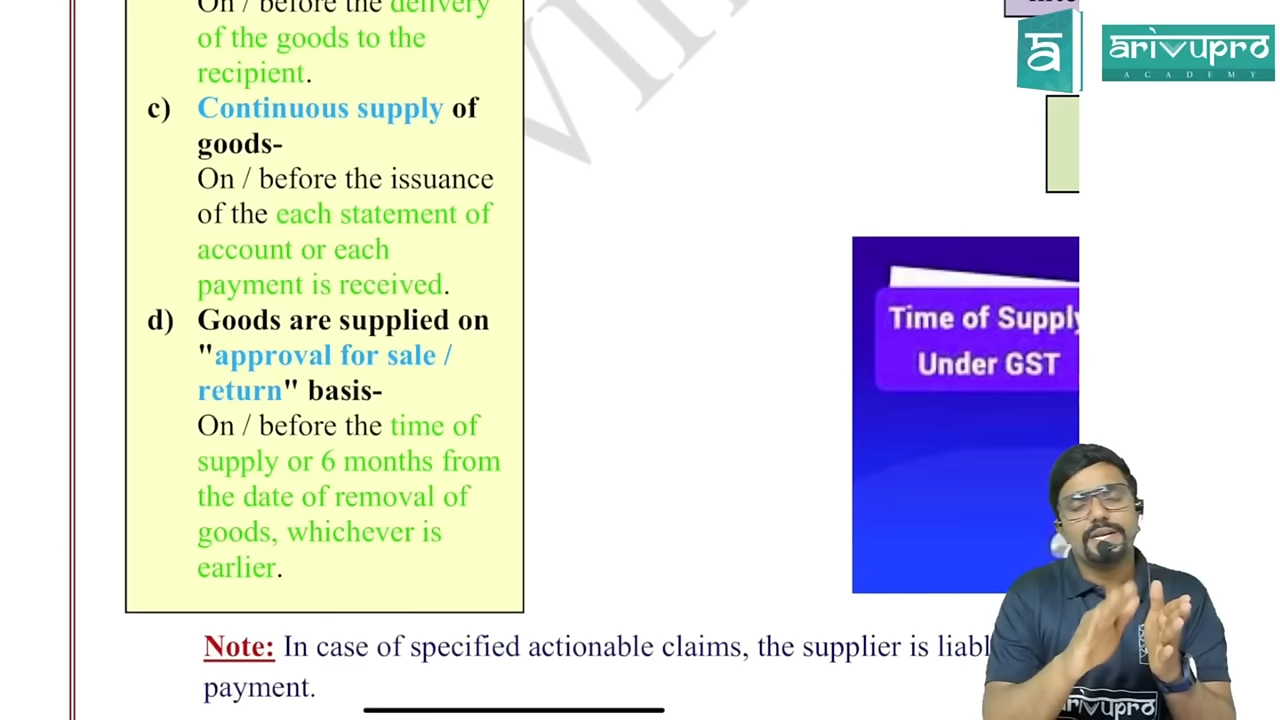 On / before the delivery
of the goods to the
recipient.
c) Continuous supply of
goods-
On / before the issuance
of the each statement of
account or each
payment is received.
d) Goods are supplied on
"approval for sale /
return" basis-
On / before the time of
supply or 6 months from
the date of removal of
goods, whichever is
earlier.
Note: In case of specified actionable claims, the supplier is liabl
payment.
Time of Supply
Under GST
arivupro
ACADEMY
arivupro